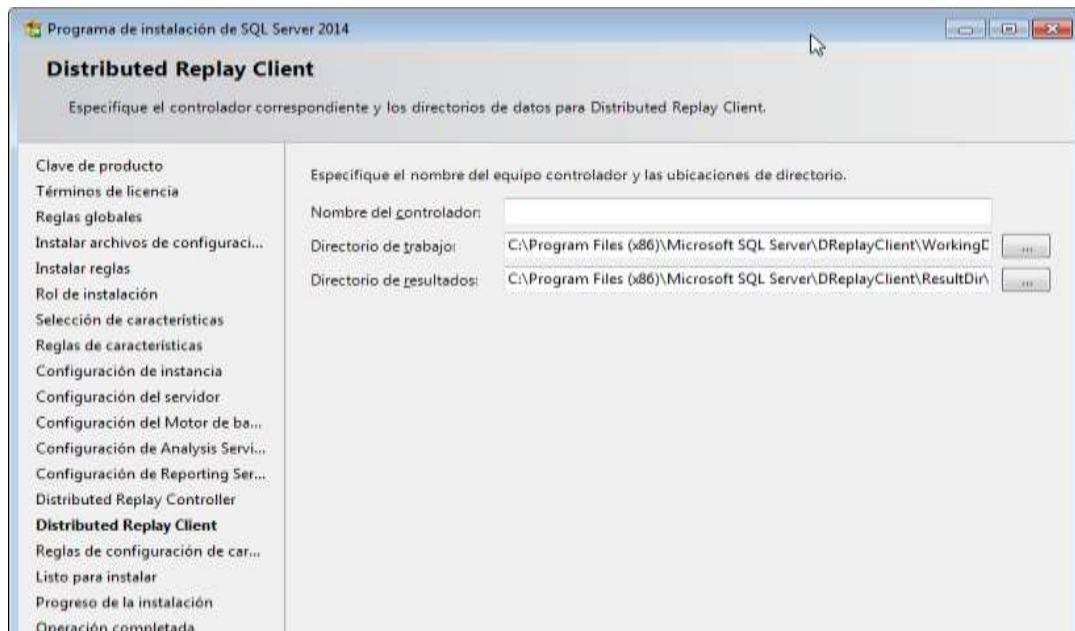 Programa de instalación de SQL Server 2014
Distributed Replay Client
Especifique el controlador correspondiente y los directorios de datos para Distributed Replay Client.
Clave de producto
Términos de licencia
Reglas globales
Instalar archivos de configuraci...
Instalar reglas
Rol de instalación
Selección de características
Reglas de características
Configuración de instancia
Configuración del servidor
Configuración del Motor de ba...
Configuración de Analysis Servi...
Configuración de Reporting Ser...
Distributed Replay Controller
Distributed Replay Client
Reglas de configuración de car...
Listo para instalar
Progreso de la instalación
Operación completada
Especifique el nombre del equipo controlador y las ubicaciones de directorio.
Nombre del controlador:
Directorio de trabajo: C:\Program Files (x86)\Microsoft SQL Server\DReplayClient\WorkingD ...
Directorio de resultados: C:\Program Files (x86)\Microsoft SQL Server\DReplayClient\ResultDir\ ...